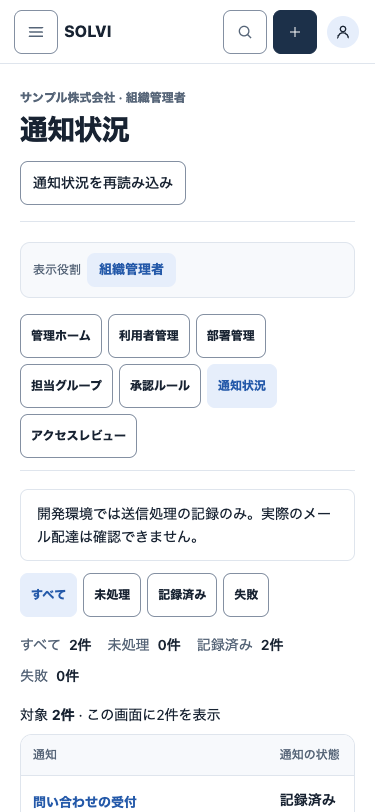 SOLVI
サンプル株式会社 · 組織管理者
通知状況
通知状況を再読み込み
表示役割 組織管理者
管理ホーム 利用者管理 部署管理
担当グループ 承認ルール 通知状況
アクセスレビュー
開発環境では送信処理の記録のみ。実際のメー
ル配達は確認できません。
すべて 未処理 記録済み 失敗
すべて 2件 未処理 0件 記録済み 2件
失敗 0件
対象 2件 · この画面に2件を表示
通知 通知の状態
問い合わせの受付 記録済み